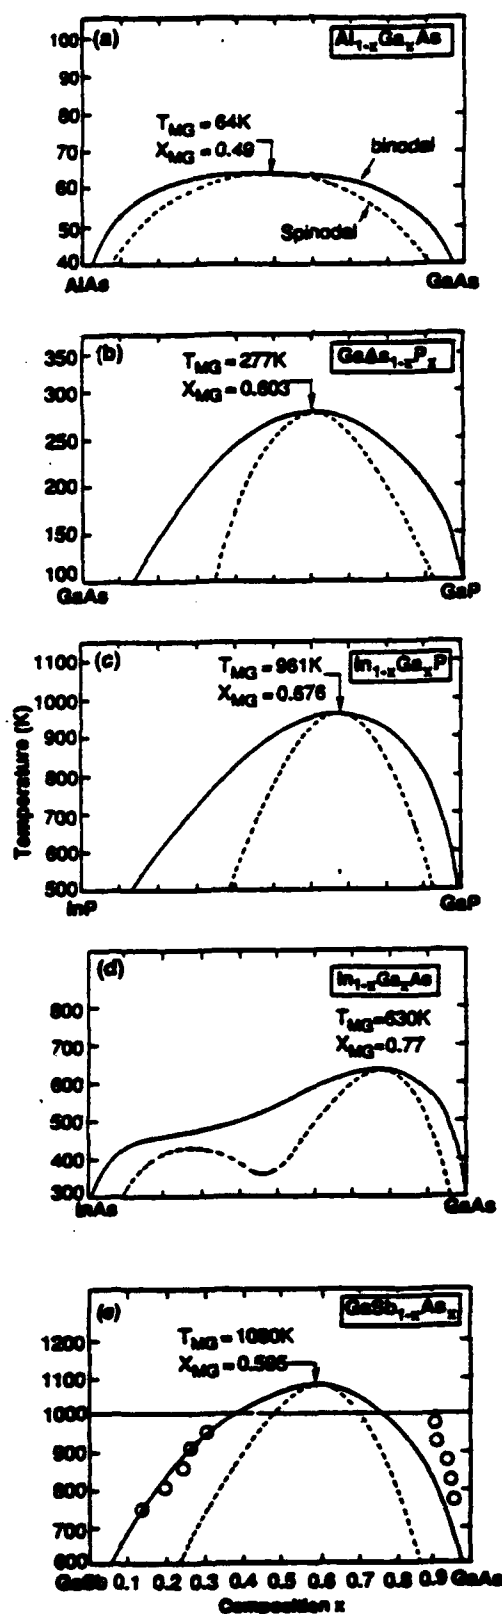 (a)
Al1-xGaxAs
100
90
80
70
60
50
40
TMG = 64K
XMG = 0.49
binodal
Spinodal
AlAs
GaAs
(b)
GaAs1-xPx
350
300
250
200
150
100
TMG = 277K
XMG = 0.603
GaAs
GaP
Temperature (K)
(c)
In1-xGaxP
1100
1000
900
800
700
600
500
TMG = 961K
XMG = 0.676
InP
GaP
(d)
In1-xGaxAs
800
700
600
500
400
300
TMG=630K
XMG=0.77
InAs
GaAs
(e)
GaSb1-xAsx
1200
1100
1000
900
800
700
600
TMG = 1080K
XMG = 0.595
GaSb 0.1 0.2 0.3 0.4 0.5 0.6 0.7 0.8 0.9 GaAs
Composition x